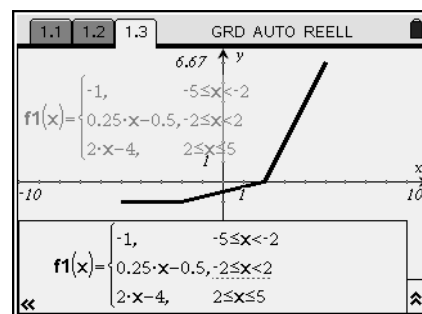 1.1 1.2 1.3 GRD AUTO REELL
6.67 y
-1, -5≤x<-2
f1(x)= 0.25·x-0.5, -2≤x<2
2·x-4, 2≤x≤5
1
x
-10 1 10
-1, -5≤x<-2
f1(x)= 0.25·x-0.5, -2≤x<2
2·x-4, 2≤x≤5
«